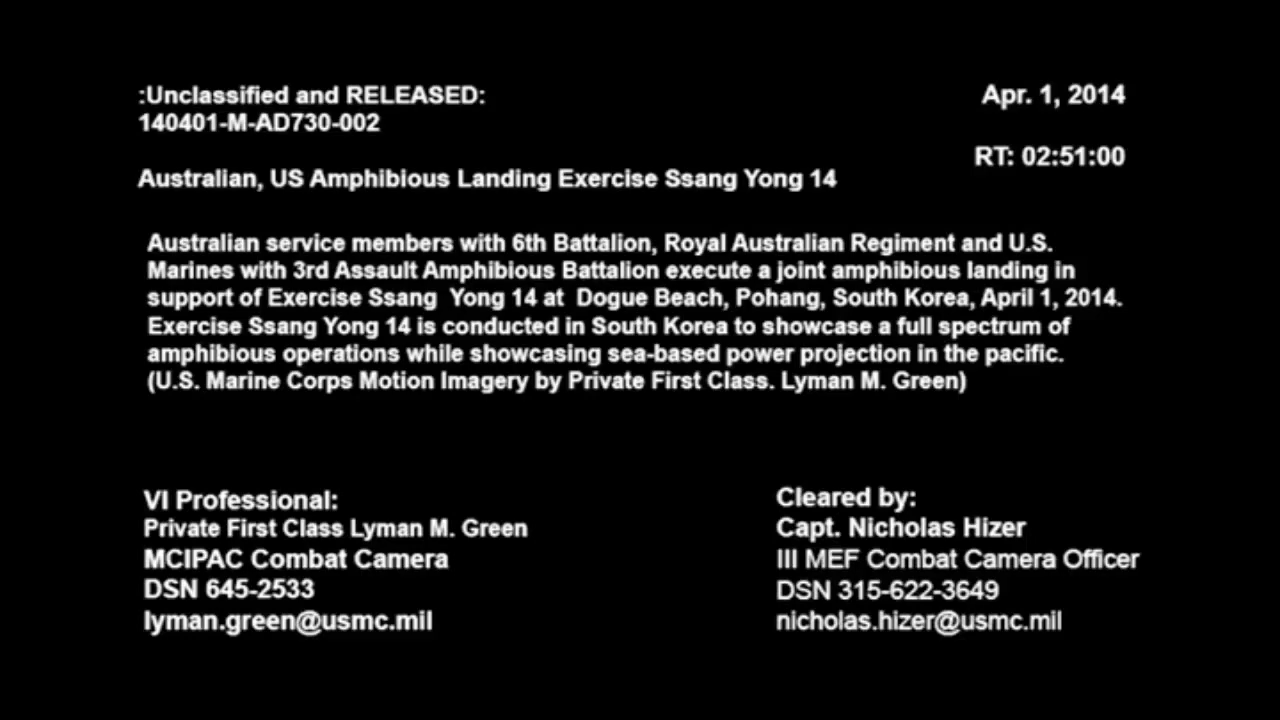 :Unclassified and RELEASED:
140401-M-AD730-002
Apr. 1, 2014
RT: 02:51:00
Australian, US Amphibious Landing Exercise Ssang Yong 14
Australian service members with 6th Battalion, Royal Australian Regiment and U.S.
Marines with 3rd Assault Amphibious Battalion execute a joint amphibious landing in
support of Exercise Ssang  Yong 14 at  Dogue Beach, Pohang, South Korea, April 1, 2014.
Exercise Ssang Yong 14 is conducted in South Korea to showcase a full spectrum of
amphibious operations while showcasing sea-based power projection in the pacific.
(U.S. Marine Corps Motion Imagery by Private First Class. Lyman M. Green)
VI Professional:
Private First Class Lyman M. Green
MCIPAC Combat Camera
DSN 645-2533
lyman.green@usmc.mil
Cleared by:
Capt. Nicholas Hizer
III MEF Combat Camera Officer
DSN 315-622-3649
nicholas.hizer@usmc.mil